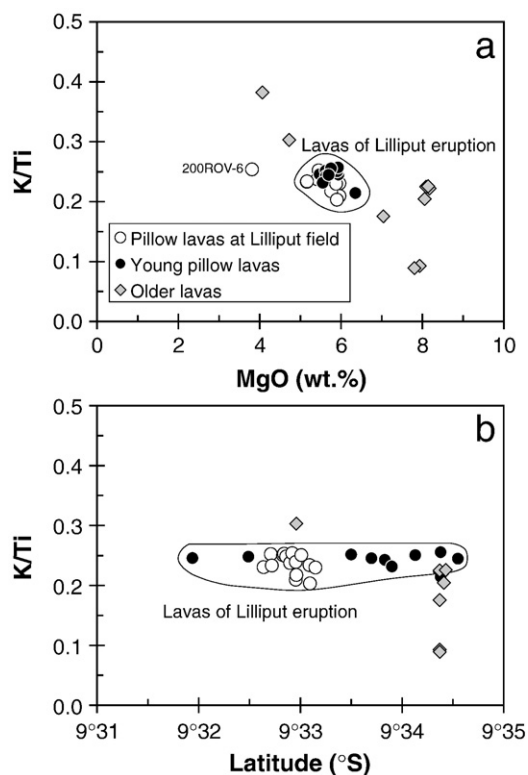 a
0.5
0.4
0.3
0.2
0.1
0.0
K/Ti
Lavas of Lilliput eruption
200ROV-6
Pillow lavas at Lilliput field
Young pillow lavas
Older lavas
0 2 4 6 8 10
MgO (wt.%)
b
0.5
0.4
0.3
0.2
0.1
0.0
K/Ti
Lavas of Lilliput eruption
9°31 9°32 9°33 9°34 9°35
Latitude (°S)